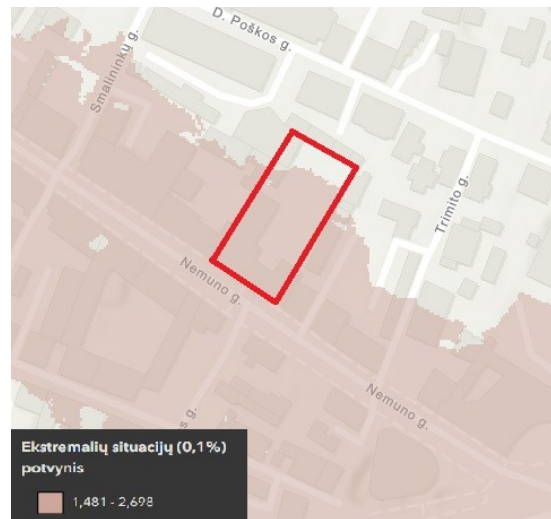 D. Poškos g.
Smalininkų g.
Trimito g.
Nemuno g.
Nemuno g.
s g.
Ekstremalių situacijų (0,1%)
potvynis
1,481 - 2,698